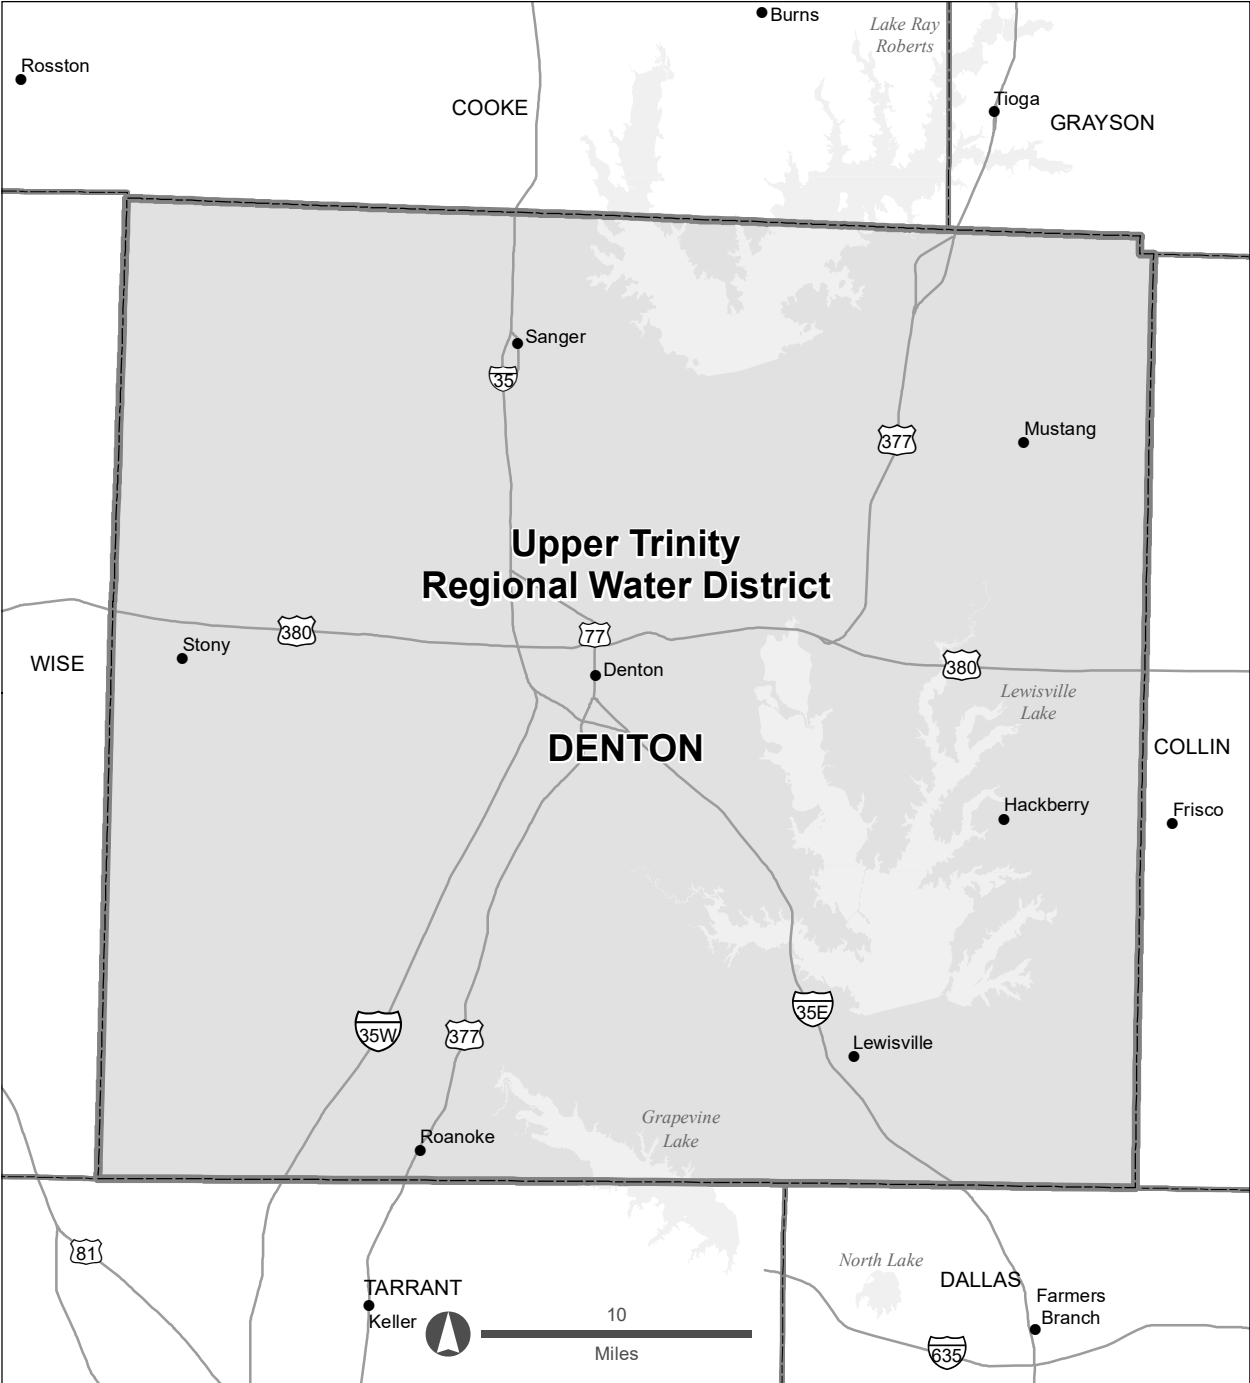 Burns
Lake Ray
Roberts
Rosston
COOKE
Tioga
GRAYSON
Sanger
35
377
Mustang
Upper Trinity
Regional Water District
380
77
Stony
WISE
Denton
380
Lewisville
Lake
DENTON
COLLIN
Hackberry
Frisco
35E
35W
377
Lewisville
Grapevine
Lake
Roanoke
81
North Lake
DALLAS
TARRANT
Farmers
Branch
Keller
10
Miles
635